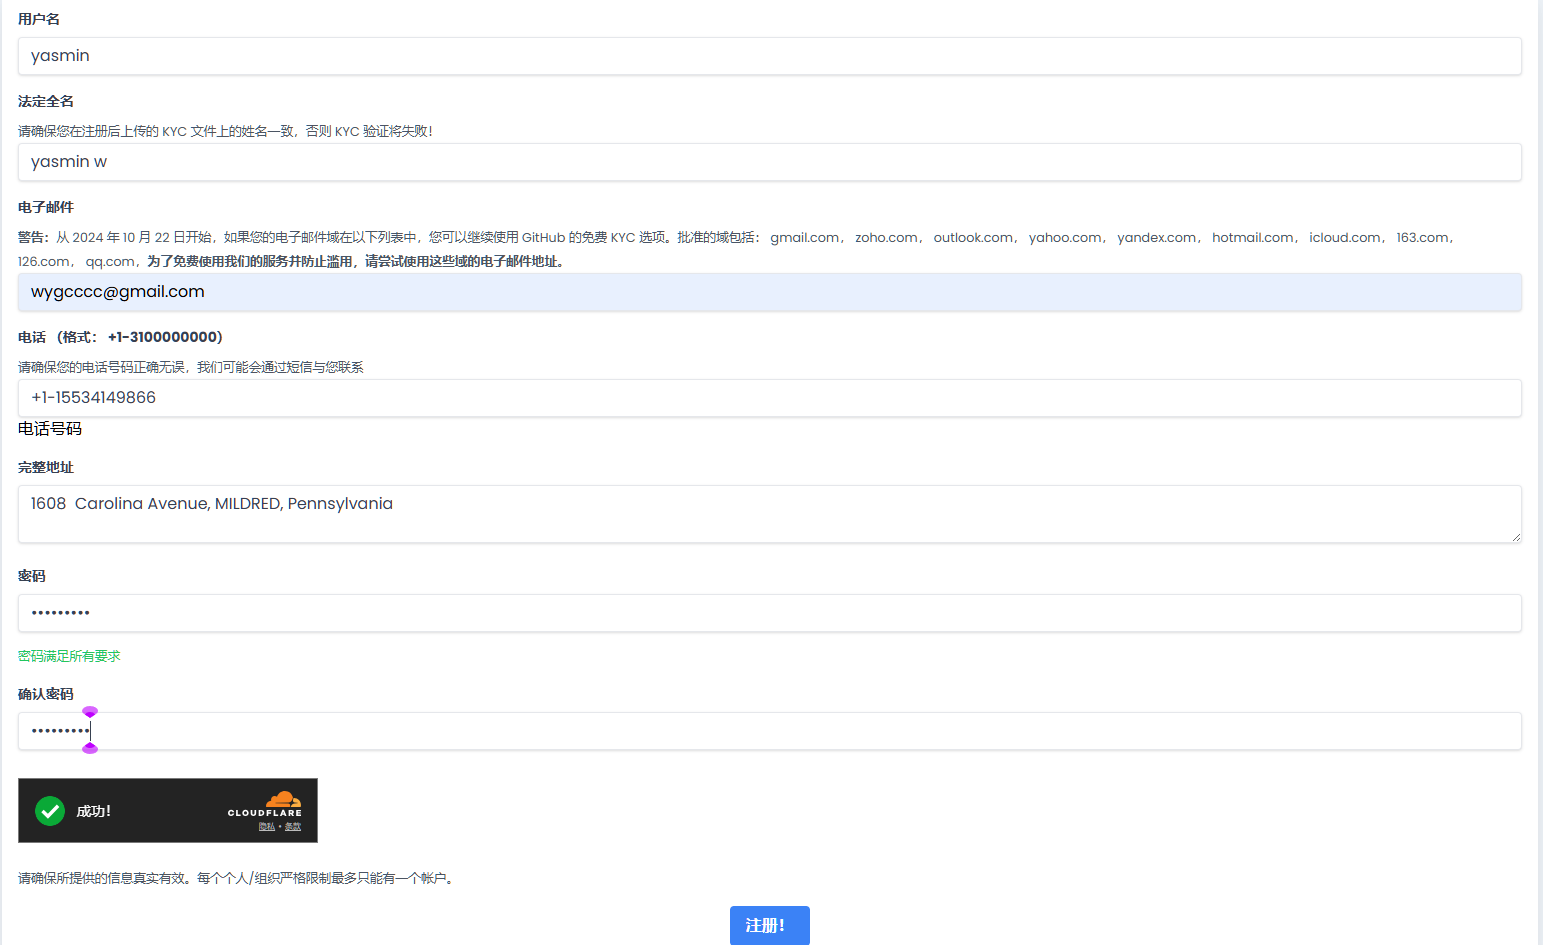 用户名
yasmin
法定全名
请确保您在注册后上传的 KYC 文件上的姓名一致，否则 KYC 验证将失败！
yasmin w
电子邮件
警告：从 2024 年 10 月 22 日开始，如果您的电子邮件域在以下列表中，您可以继续使用 GitHub 的免费 KYC 选项。批准的域包括： gmail.com， zoho.com， outlook.com， yahoo.com， yandex.com， hotmail.com， icloud.com， 163.com，
126.com， qq.com，为了免费使用我们的服务并防止滥用，请尝试使用这些域的电子邮件地址。
wygcccc@gmail.com
电话 （格式： +1-3100000000）
请确保您的电话号码正确无误，我们可能会通过短信与您联系
+1-15534149866
电话号码
完整地址
1608  Carolina Avenue, MILDRED, Pennsylvania
密码
•••••••••
密码满足所有要求
确认密码
•••••••••
成功！
CLOUDFLARE
隐私 • 条款
请确保所提供的信息真实有效。每个个人/组织严格限制最多只能有一个帐户。
注册！